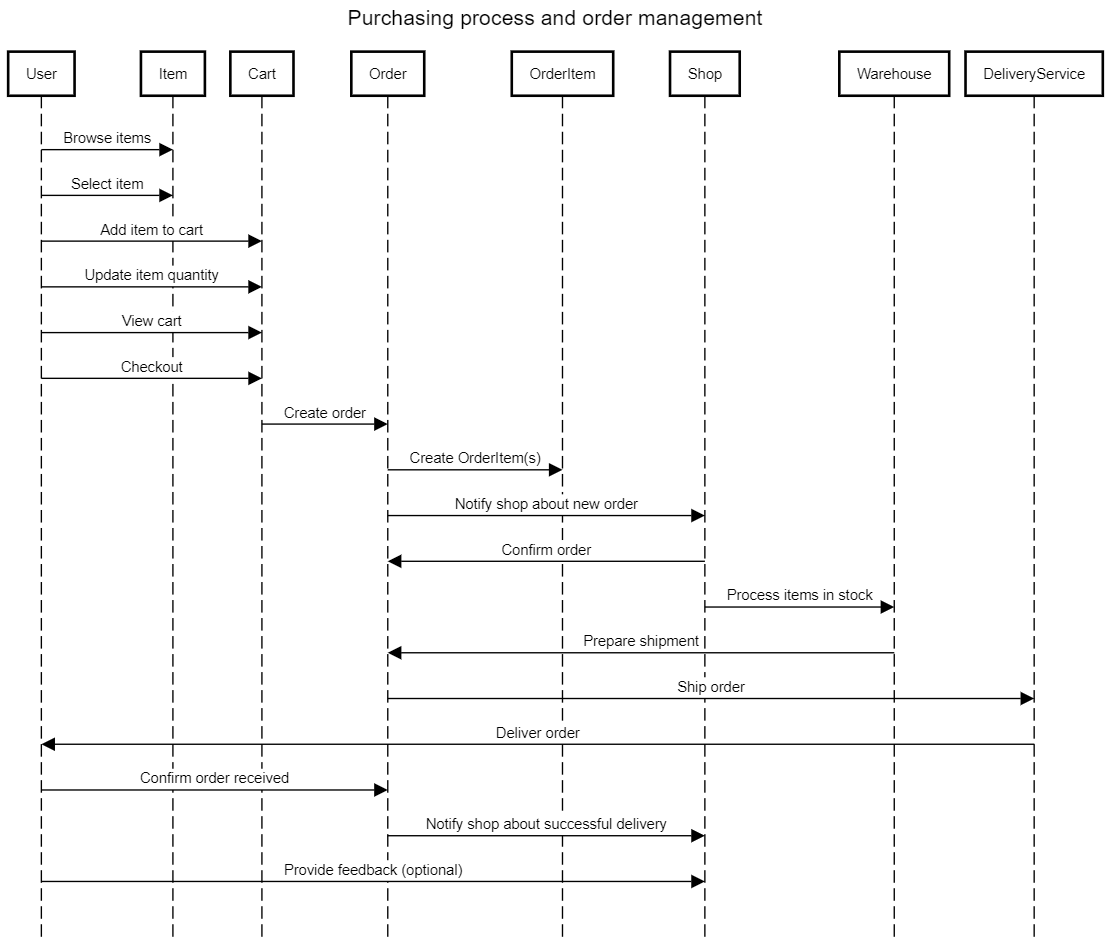 Purchasing process and order management
User
Item
Cart
Order
OrderItem
Shop
Warehouse
DeliveryService
Browse items
Select item
Add item to cart
Update item quantity
View cart
Checkout
Create order
Create OrderItem(s)
Notify shop about new order
Confirm order
Process items in stock
Prepare shipment
Ship order
Deliver order
Confirm order received
Notify shop about successful delivery
Provide feedback (optional)